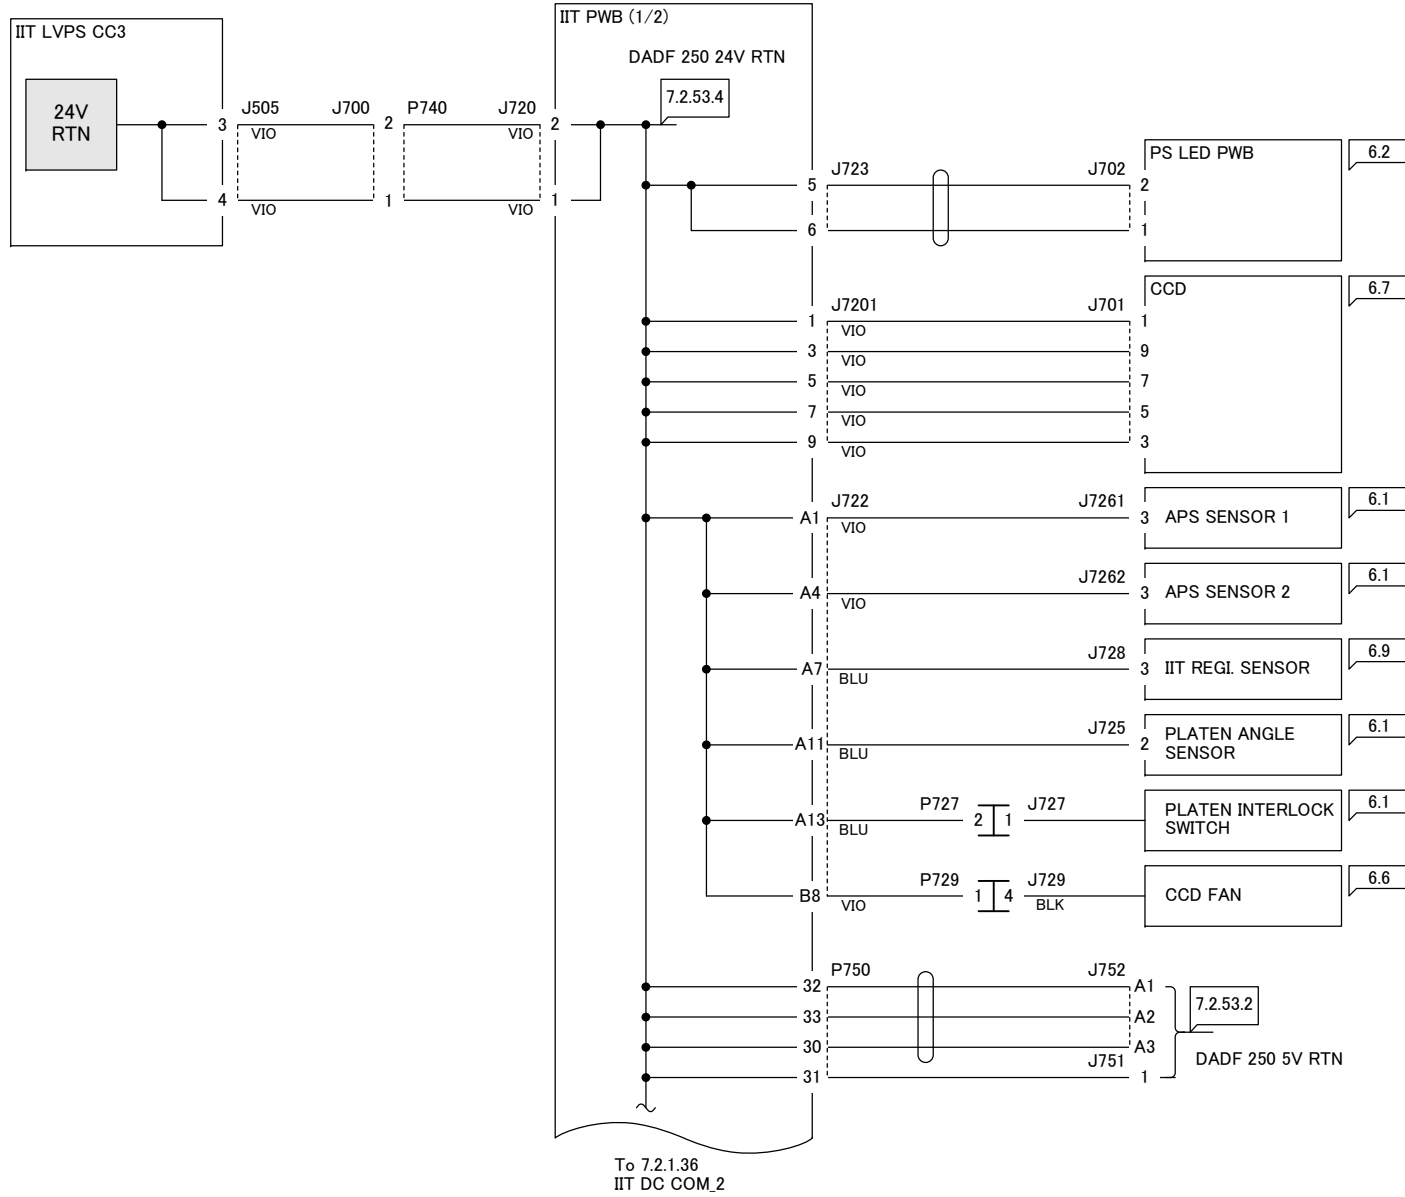 IIT LVPS CC3
24V
RTN
3
4
J505
VIO
VIO
J700
2
1
P740
J720
VIO
VIO
2
1
IIT PWB (1/2)
DADF 250 24V RTN
7.2.53.4
5
6
J723
J702
2
1
PS LED PWB
6.2
J7201
J701
CCD
6.7
1
VIO
1
3
VIO
9
5
VIO
7
7
VIO
5
9
VIO
3
J722
J7261
A1
VIO
3
APS SENSOR 1
6.1
J7262
A4
VIO
3
APS SENSOR 2
6.1
J728
A7
BLU
3
IIT REGI. SENSOR
6.9
J725
A11
BLU
2
PLATEN ANGLE
SENSOR
6.1
P727
J727
A13
BLU
2
1
PLATEN INTERLOCK
SWITCH
6.1
P729
J729
B8
VIO
1
4
BLK
CCD FAN
6.6
P750
J752
32
A1
33
A2
30
A3
J751
31
1
7.2.53.2
DADF 250 5V RTN
To 7.2.1.36
IIT DC COM_2